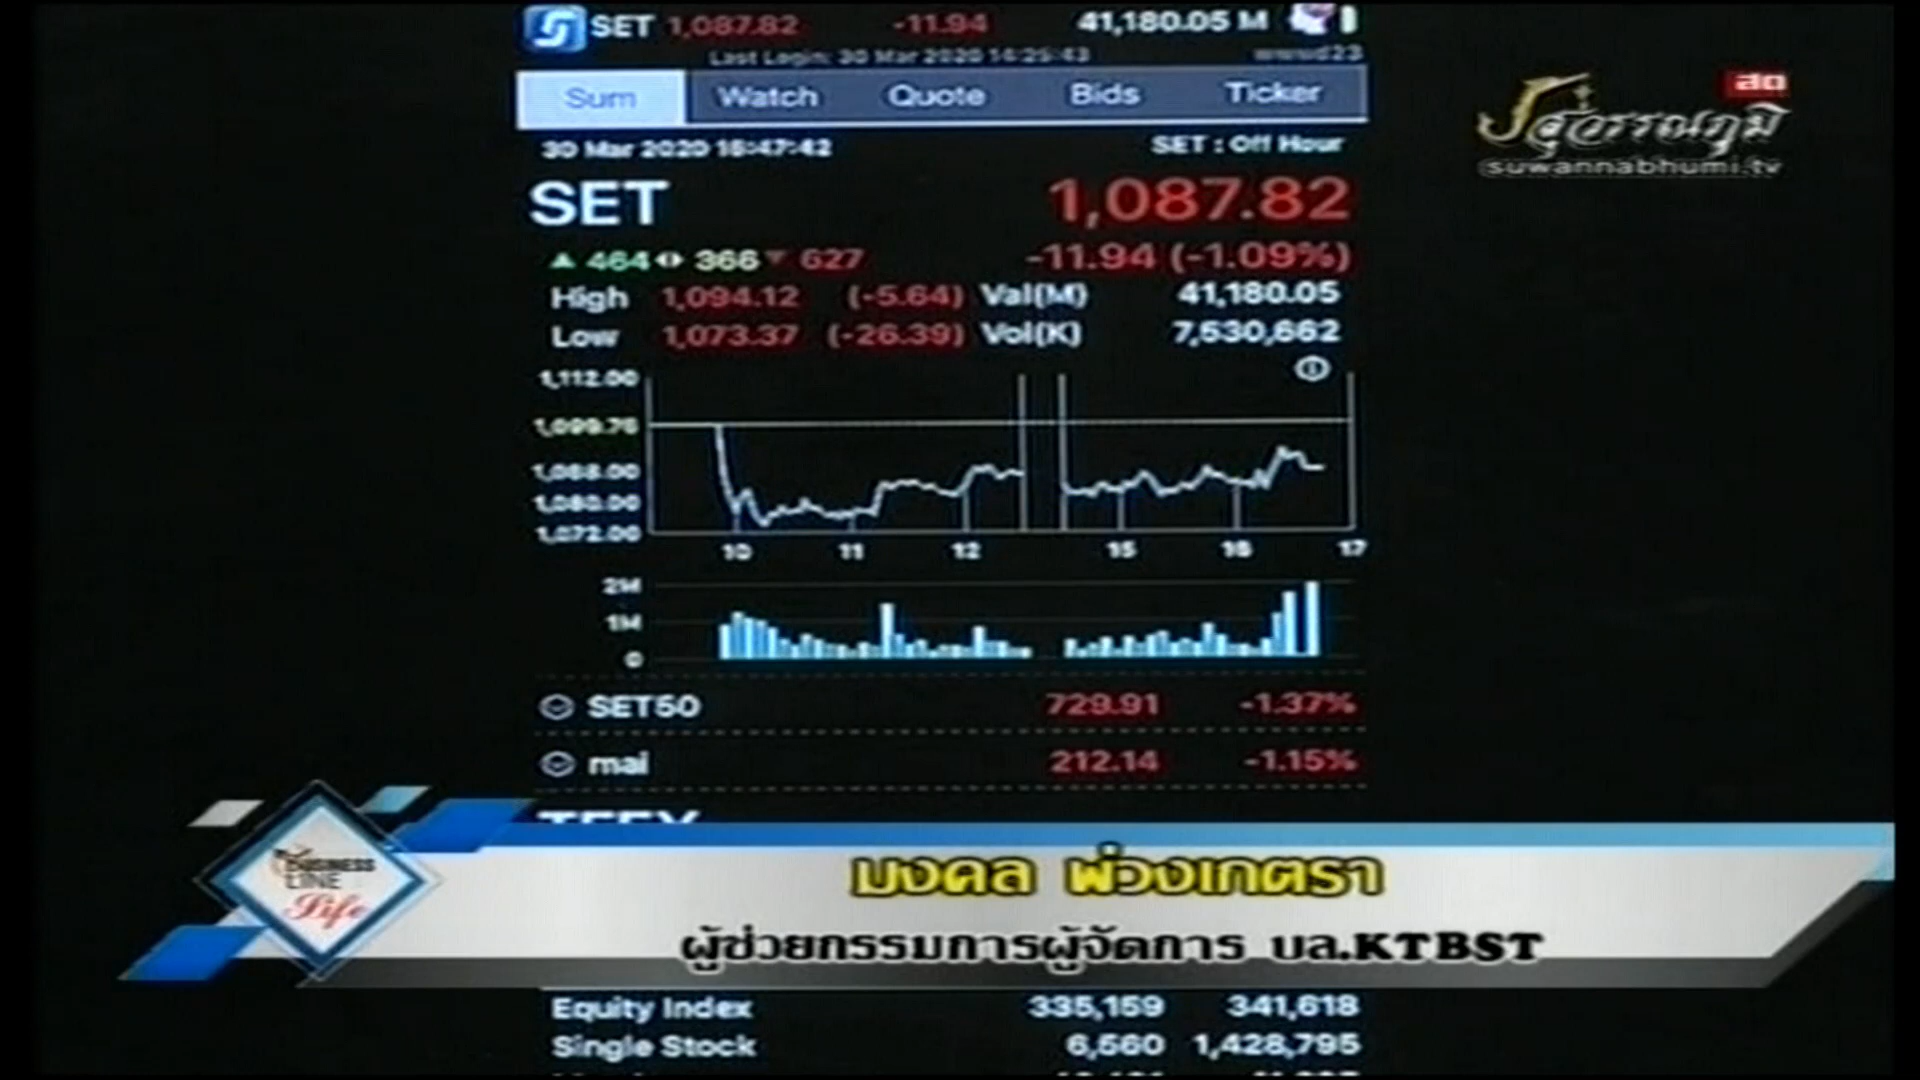 SET 1,087.82 -11.94 41,180.05 M
Last Login: 30 Mar 2020 14:25:43
Sum Watch Quote Bids Ticker
สด
สุวรรณภูมิ
suwannabhumi.tv
30 Mar 2020 16:47:42 SET : Off Hour
SET 1,087.82
▲ 464 366 ▼ 627 -11.94 (-1.09%)
High 1,094.12 (-5.64) Val(M) 41,180.05
Low 1,073.37 (-26.39) Vol(K) 7,530,662
1,112.00
1,099.76
1,088.00
1,080.00
1,072.00
10 11 12 15 16 17
2M
1M
0
SET50 729.91 -1.37%
mai 212.14 -1.15%
BUSINESS
LINE
Life
มงคล พ่วงเภตรา
ผู้ช่วยกรรมการผู้จัดการ บล.KTBST
Equity Index 335,159 341,618
Single Stock 6,560 1,428,795